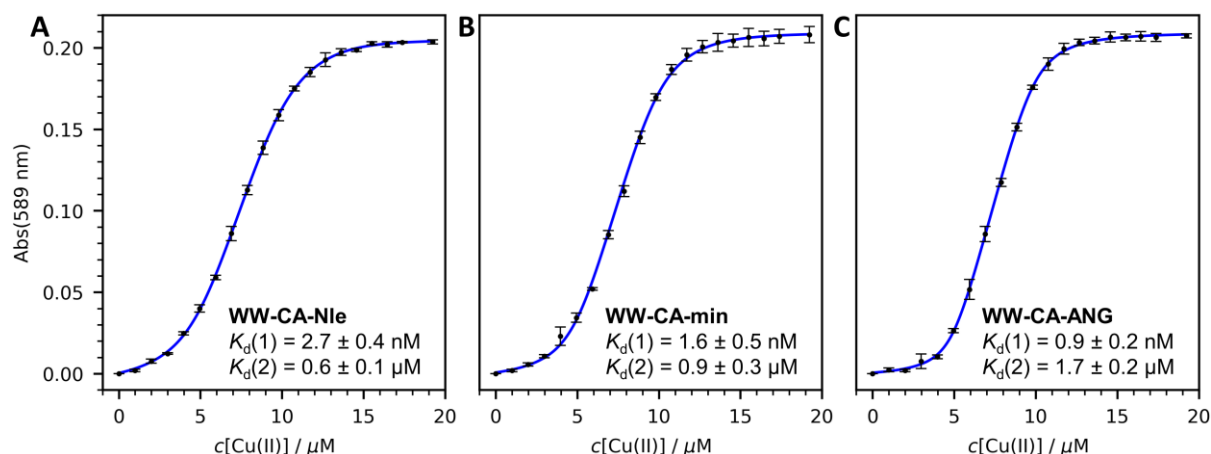 A
B
C
Abs(589 nm)
0.20
0.15
0.10
0.05
0.00
WW-CA-Nle
Kd(1) = 2.7 ± 0.4 nM
Kd(2) = 0.6 ± 0.1 µM
WW-CA-min
Kd(1) = 1.6 ± 0.5 nM
Kd(2) = 0.9 ± 0.3 µM
WW-CA-ANG
Kd(1) = 0.9 ± 0.2 nM
Kd(2) = 1.7 ± 0.2 µM
0 5 10 15 20
0 5 10 15 20
0 5 10 15 20
c[Cu(II)] / µM
c[Cu(II)] / µM
c[Cu(II)] / µM